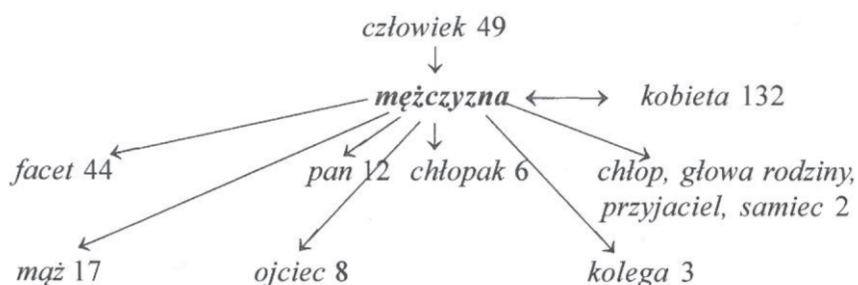 człowiek 49
mężczyzna kobieta 132
facet 44 pan 12 chłopak 6 chłop, głowa rodziny,
przyjaciel, samiec 2
mąż 17 ojciec 8 kolega 3